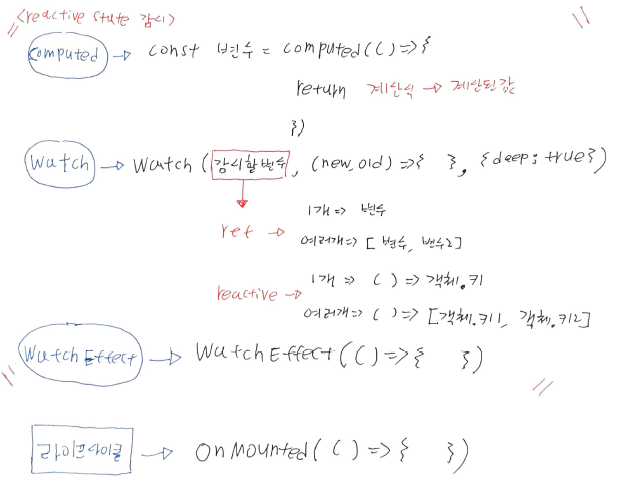 <reactive state 감시>
computed → const 변수 = computed(()=>{
return 계산식 → 계산된값
})
watch → watch (감시할변수, (new, old) =>{ }, {deep: true})
ref → 1개 => 변수
여러개=> [변수, 변수2]
reactive → 1개 => ( ) => 객체.키
여러개=> ( ) => [객체.키1, 객체.키2]
watchEffect → watchEffect(()=>{ })
라이프사이클 → onMounted( ( ) => { })